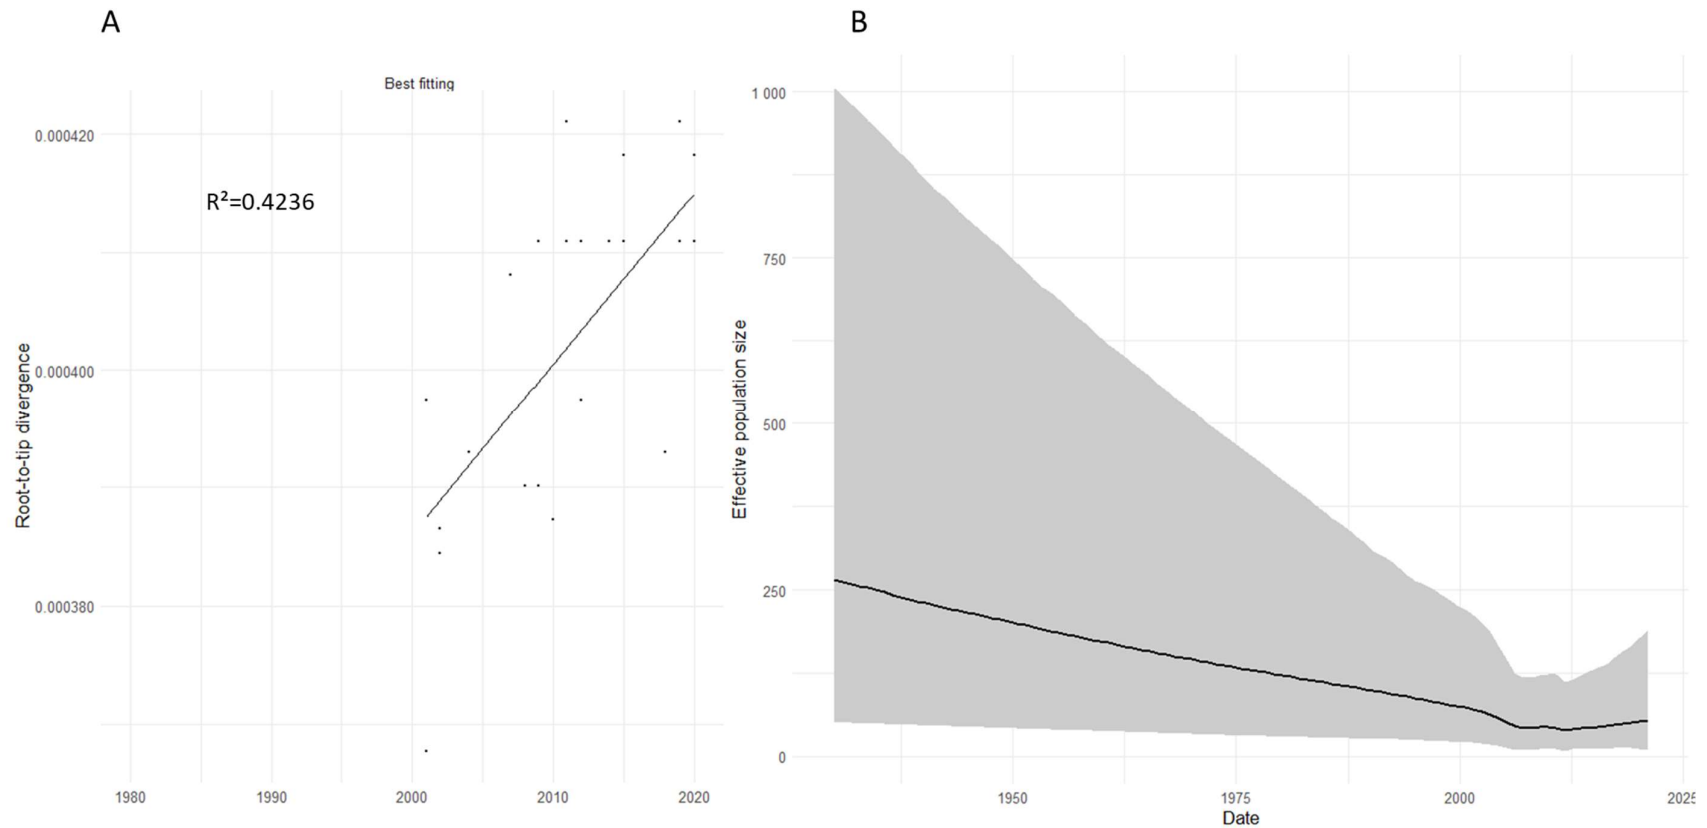 A
Best fitting
0.000420
R²=0.4236
0.000400
0.000380
Root-to-tip divergence
1980 1990 2000 2010 2020
B
1 000
750
500
250
0
Effective population size
1950 1975 2000 2025
Date